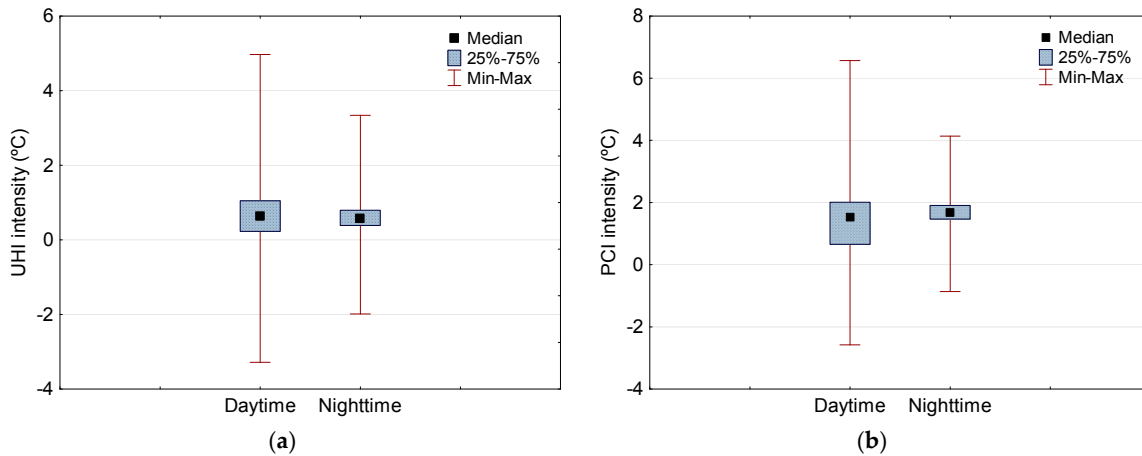 6
4
2
0
-2
-4
UHI intensity (ºC)
Median
25%-75%
Min-Max
Daytime Nighttime
(a)
8
6
4
2
0
-2
-4
PCI intensity (ºC)
Median
25%-75%
Min-Max
Daytime Nighttime
(b)